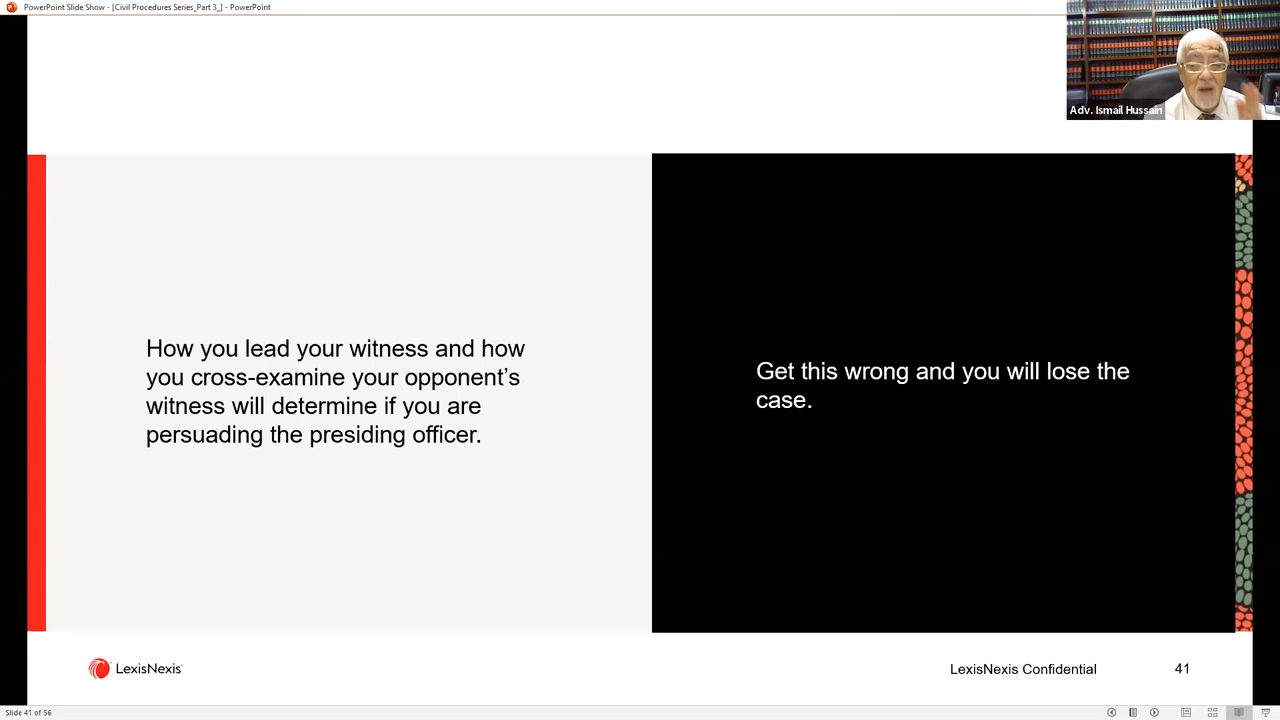 PowerPoint Slide Show - [Civil Procedures Series_Part 3_] - PowerPoint
Adv. Ismail Hussain
How you lead your witness and how
you cross-examine your opponent’s
witness will determine if you are
persuading the presiding officer.
Get this wrong and you will lose the
case.
LexisNexis
LexisNexis Confidential
41
Slide 41 of 56